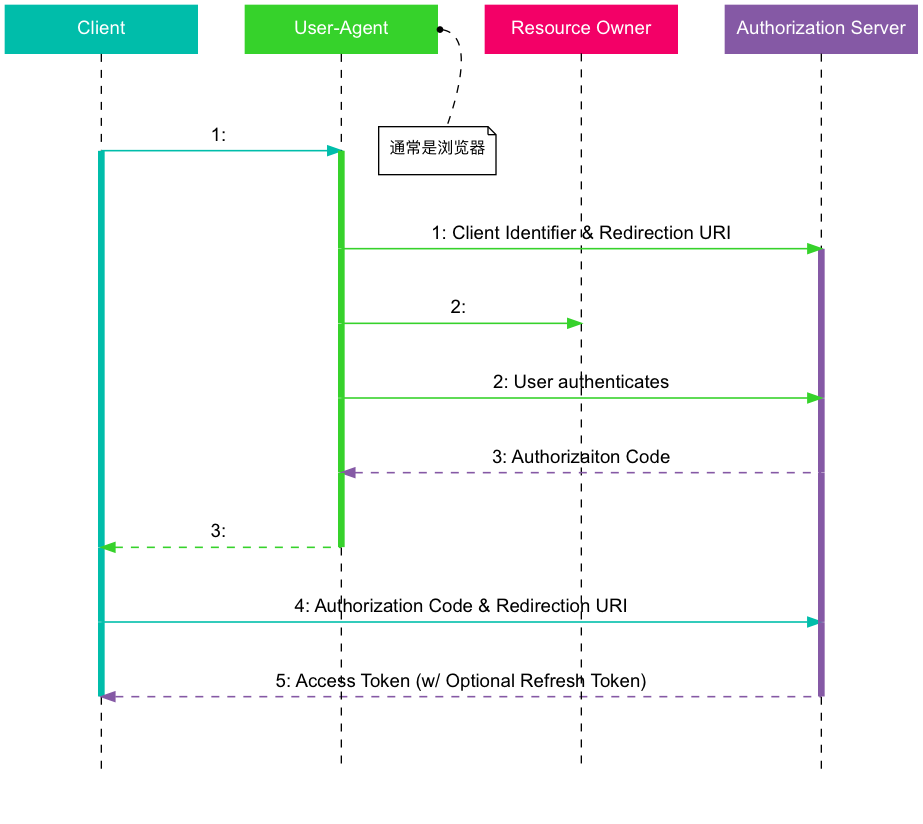 Client
User-Agent
Resource Owner
Authorization Server
1:
通常是浏览器
1: Client Identifier & Redirection URI
2:
2: User authenticates
3: Authorizaiton Code
3:
4: Authorization Code & Redirection URI
5: Access Token (w/ Optional Refresh Token)